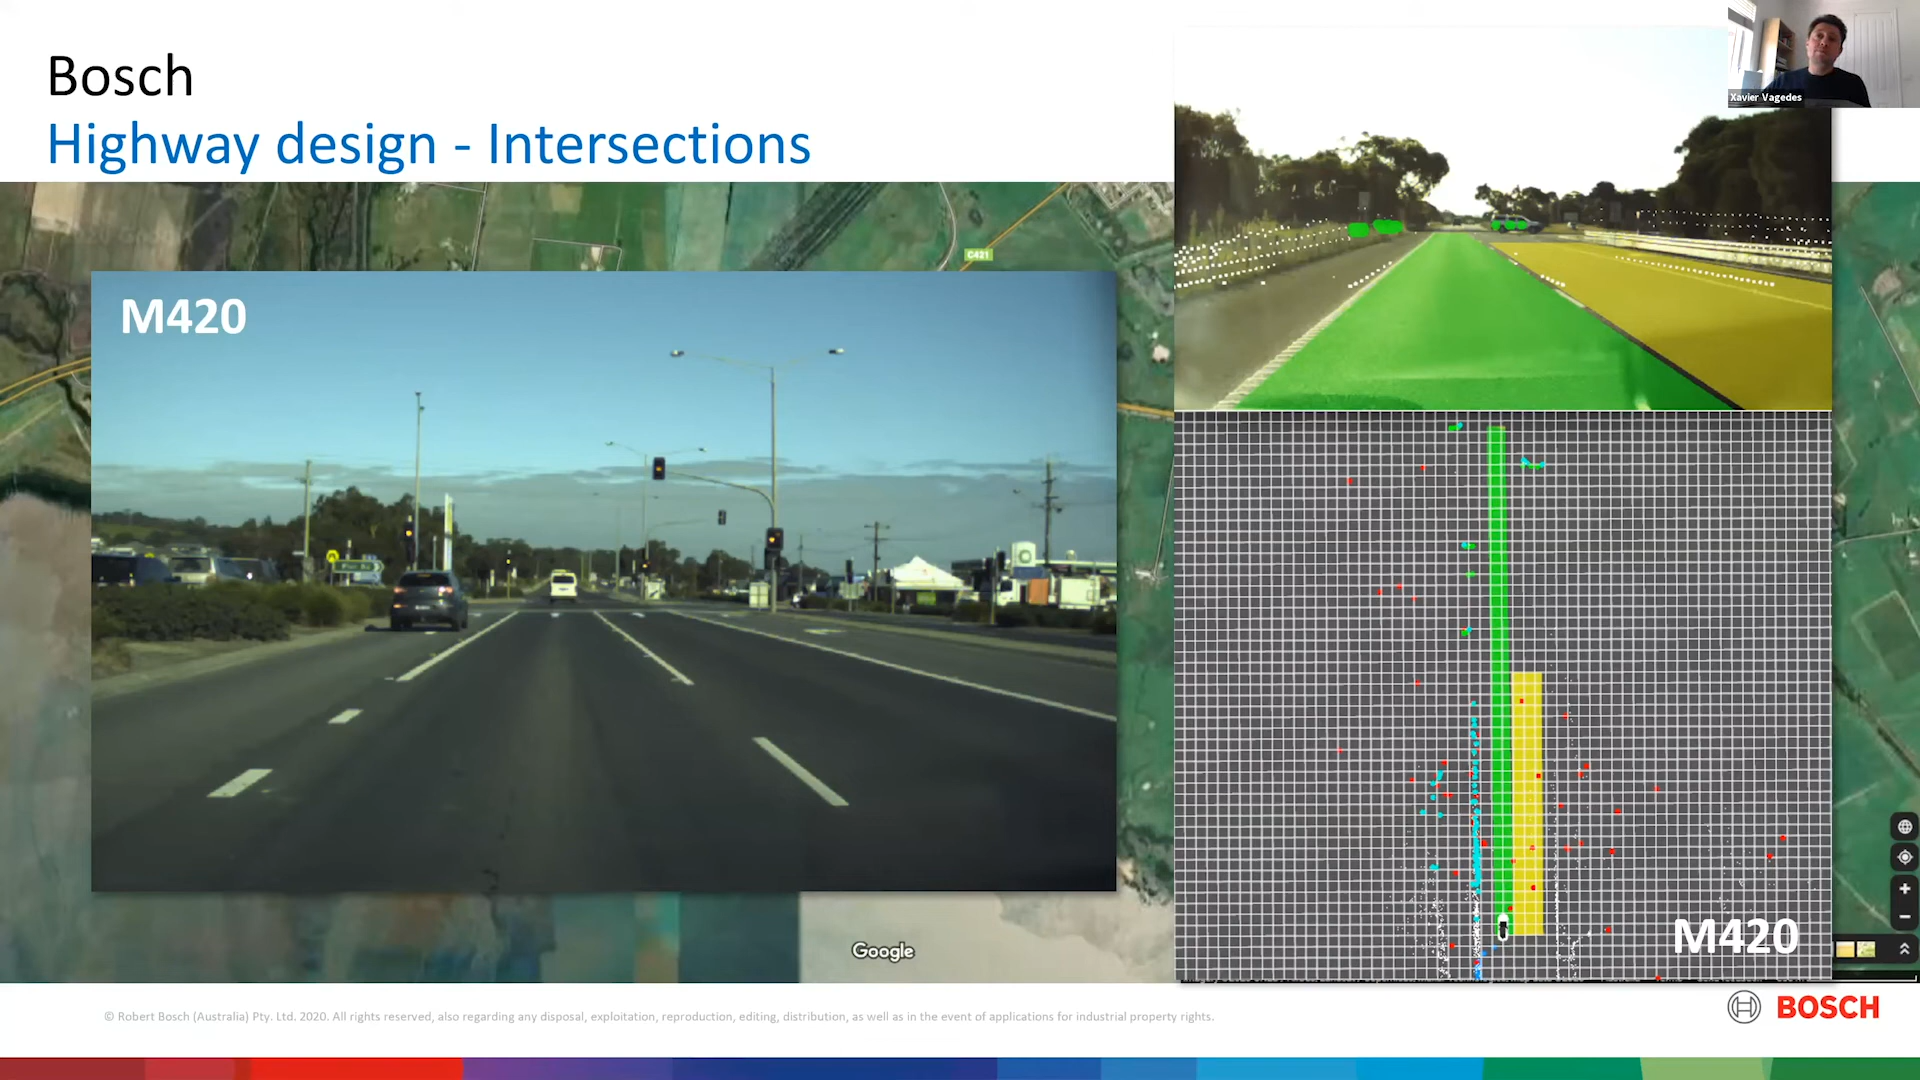 Bosch
Highway design - Intersections
Xavier Vagedes
C421
M420
M420
Google
© Robert Bosch (Australia) Pty. Ltd. 2020. All rights reserved, also regarding any disposal, exploitation, reproduction, editing, distribution, as well as in the event of applications for industrial property rights.
BOSCH